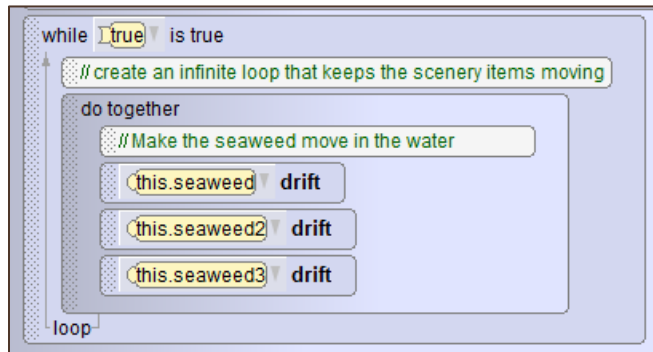 while true is true
// create an infinite loop that keeps the scenery items moving
do together
// Make the seaweed move in the water
this.seaweed drift
this.seaweed2 drift
this.seaweed3 drift
loop